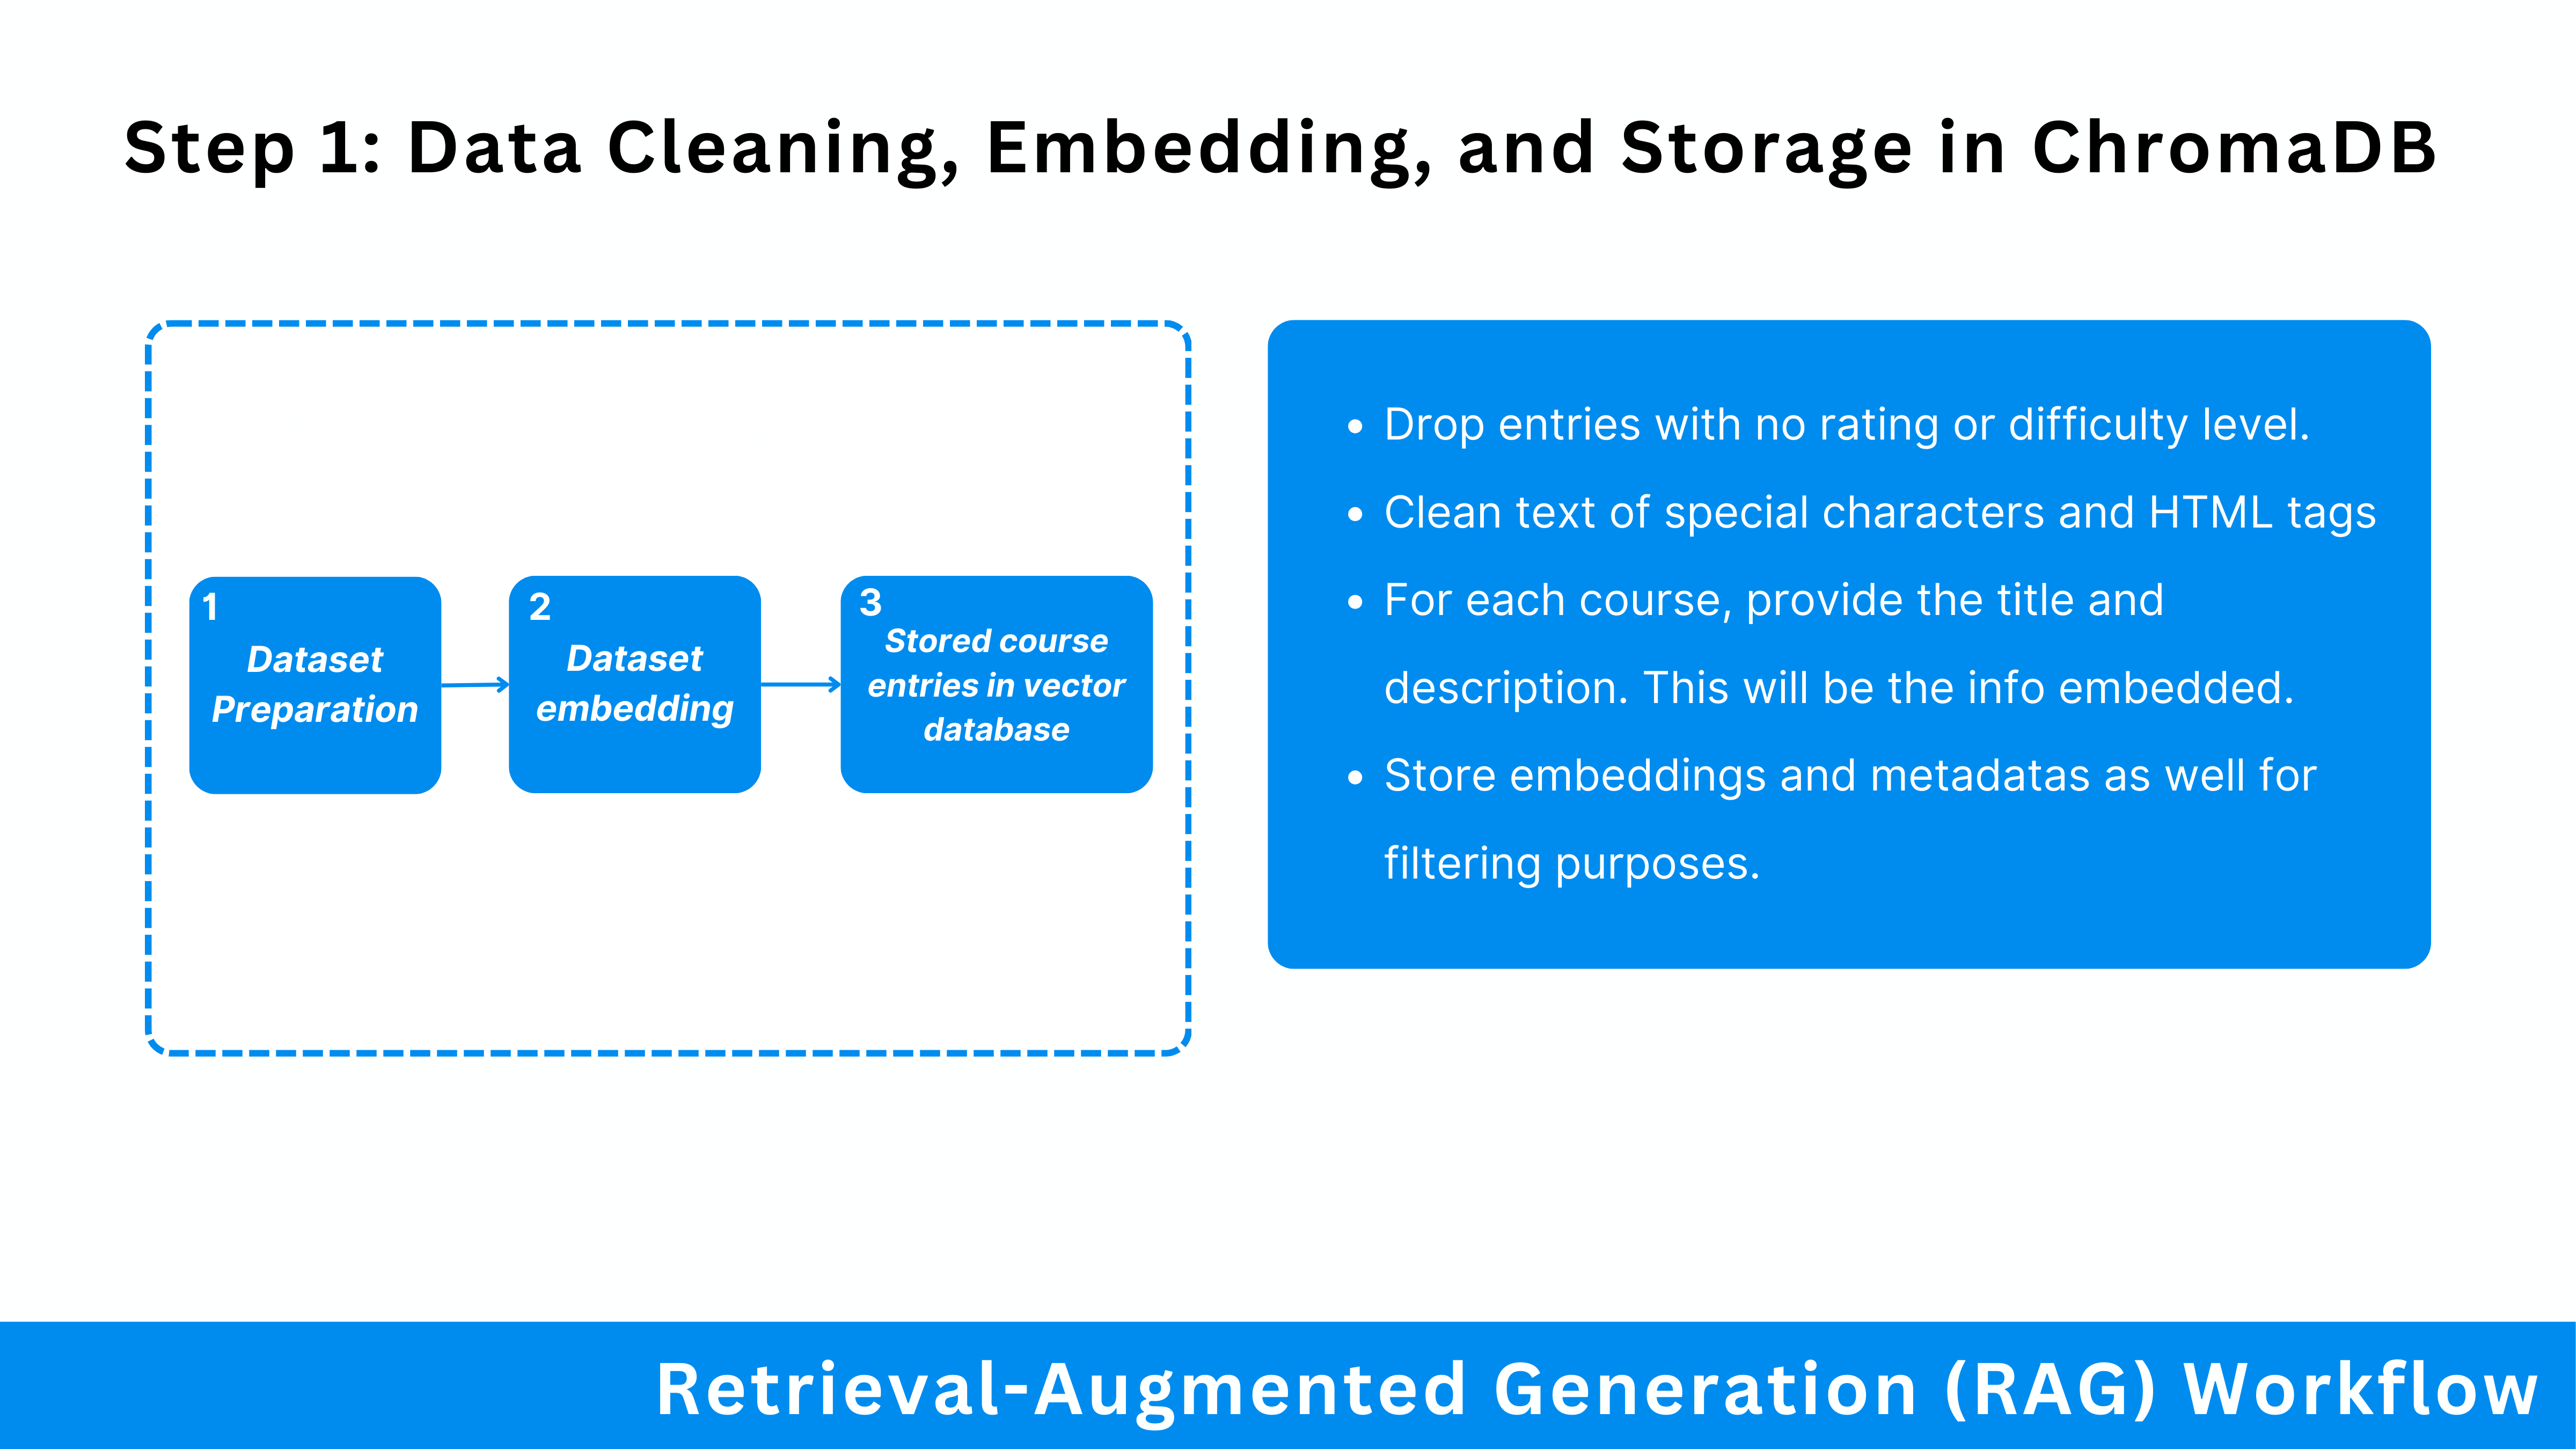 Step 1: Data Cleaning, Embedding, and Storage in ChromaDB
1
Dataset
Preparation
2
Dataset
embedding
3
Stored course
entries in vector
database
• Drop entries with no rating or difficulty level.
• Clean text of special characters and HTML tags
• For each course, provide the title and
description. This will be the info embedded.
• Store embeddings and metadatas as well for
filtering purposes.
Retrieval-Augmented Generation (RAG) Workflow